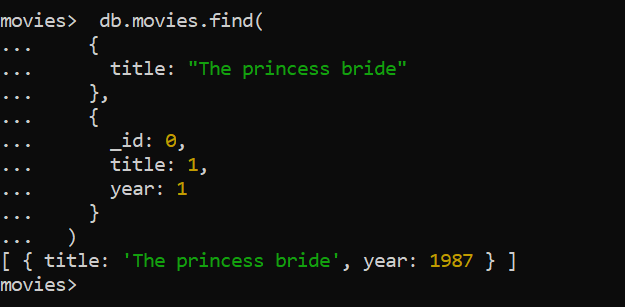 movies>  db.movies.find(
...     {
...       title: "The princess bride"
...     },
...     {
...       _id: 0,
...       title: 1,
...       year: 1
...     }
...   )
[ { title: 'The princess bride', year: 1987 } ]
movies>